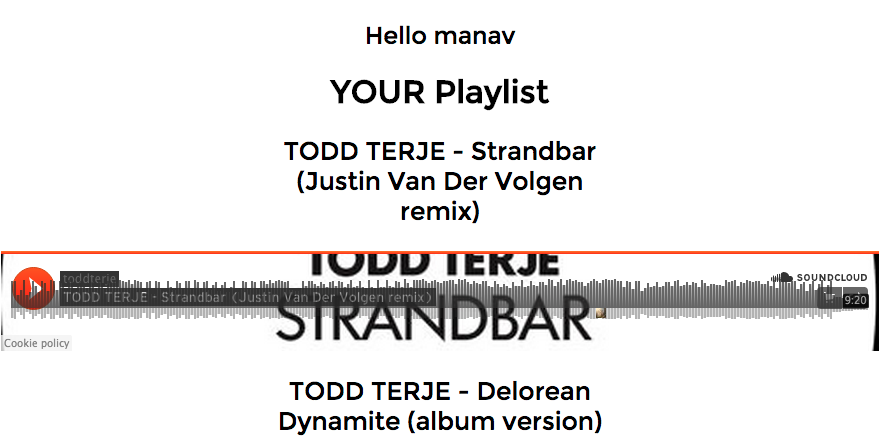 Hello manav
YOUR Playlist
TODD TERJE - Strandbar
(Justin Van Der Volgen
remix)
TODD TERJE
SOUNDCLOUD
toddterje
TODD TERJE - Strandbar (Justin Van Der Volgen remix)
9:20
STRANDBAR
Cookie policy
TODD TERJE - Delorean
Dynamite (album version)